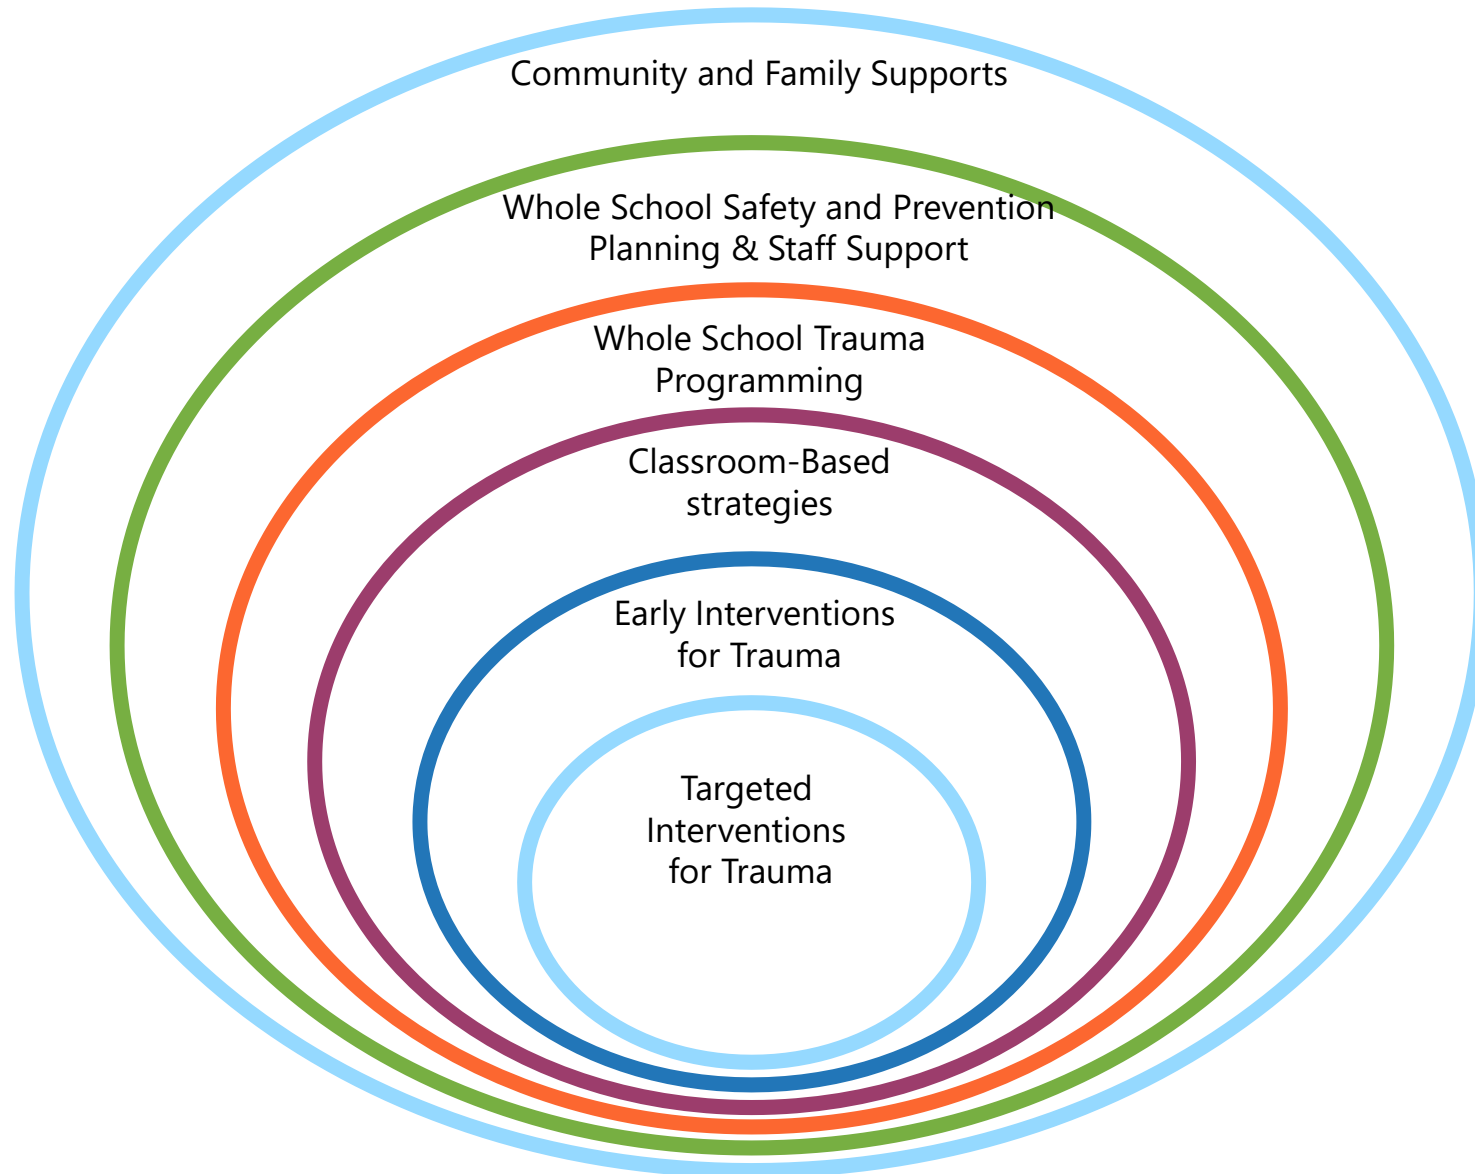 Community and Family Supports
Whole School Safety and Prevention
Planning & Staff Support
Whole School Trauma
Programming
Classroom-Based
strategies
Early Interventions
for Trauma
Targeted
Interventions
for Trauma